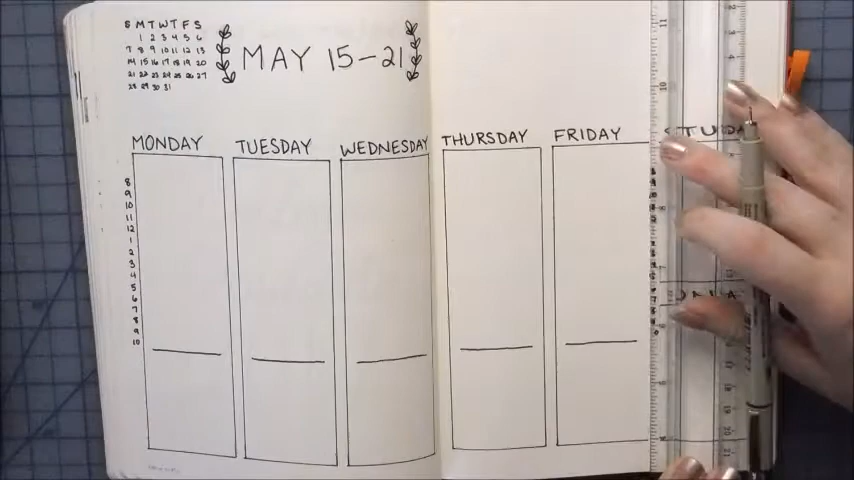 S M T W T F S
1 2 3 4 5 6
7 8 9 10 11 12 13
14 15 16 17 18 19 20
21 22 23 24 25 26 27
28 29 30 31
MAY 15-21
MONDAY
TUESDAY
WEDNESDAY
THURSDAY
FRIDAY
8
9
10
11
12
1
2
3
4
5
6
7
8
9
10